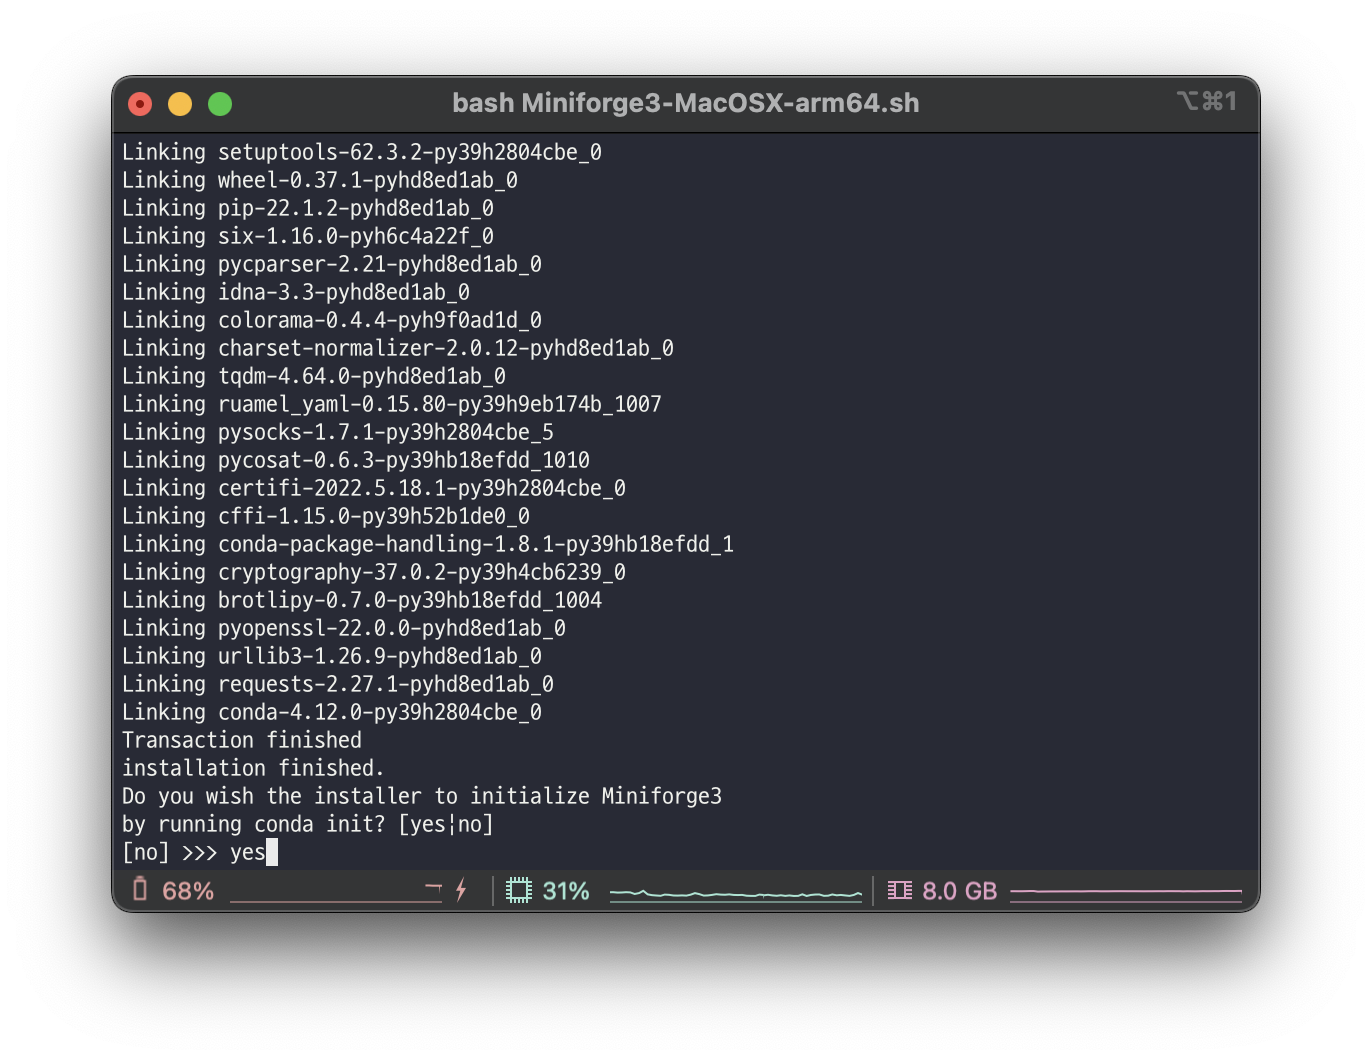 bash Miniforge3-MacOSX-arm64.sh
⌥⌘1
Linking setuptools-62.3.2-py39h2804cbe_0
Linking wheel-0.37.1-pyhd8ed1ab_0
Linking pip-22.1.2-pyhd8ed1ab_0
Linking six-1.16.0-pyh6c4a22f_0
Linking pycparser-2.21-pyhd8ed1ab_0
Linking idna-3.3-pyhd8ed1ab_0
Linking colorama-0.4.4-pyh9f0ad1d_0
Linking charset-normalizer-2.0.12-pyhd8ed1ab_0
Linking tqdm-4.64.0-pyhd8ed1ab_0
Linking ruamel_yaml-0.15.80-py39h9eb174b_1007
Linking pysocks-1.7.1-py39h2804cbe_5
Linking pycosat-0.6.3-py39hb18efdd_1010
Linking certifi-2022.5.18.1-py39h2804cbe_0
Linking cffi-1.15.0-py39h52b1de0_0
Linking conda-package-handling-1.8.1-py39hb18efdd_1
Linking cryptography-37.0.2-py39h4cb6239_0
Linking brotlipy-0.7.0-py39hb18efdd_1004
Linking pyopenssl-22.0.0-pyhd8ed1ab_0
Linking urllib3-1.26.9-pyhd8ed1ab_0
Linking requests-2.27.1-pyhd8ed1ab_0
Linking conda-4.12.0-py39h2804cbe_0
Transaction finished
installation finished.
Do you wish the installer to initialize Miniforge3
by running conda init? [yes|no]
[no] >>> yes
68% 31% 8.0 GB